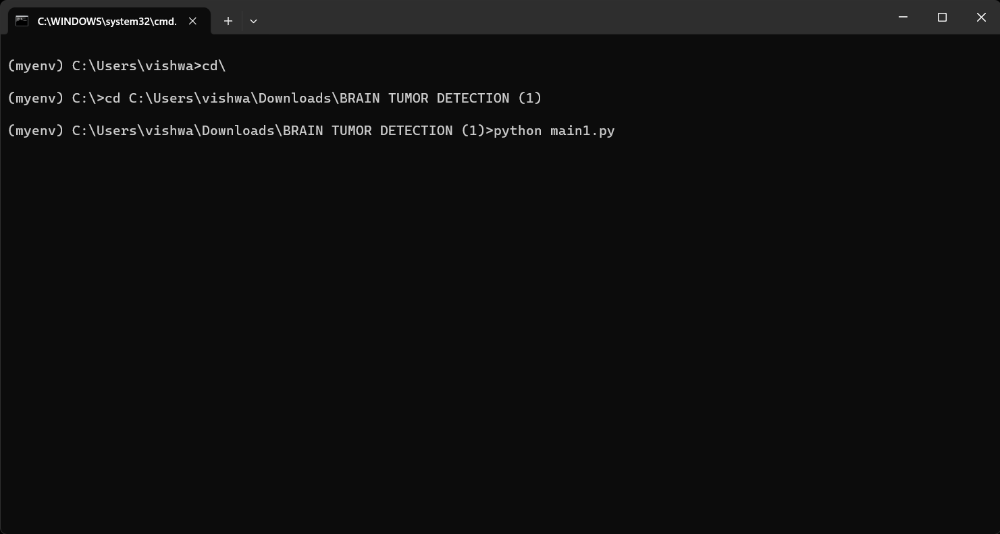 C:\WINDOWS\system32\cmd.
(myenv) C:\Users\vishwa>cd\
(myenv) C:\>cd C:\Users\vishwa\Downloads\BRAIN TUMOR DETECTION (1)
(myenv) C:\Users\vishwa\Downloads\BRAIN TUMOR DETECTION (1)>python main1.py